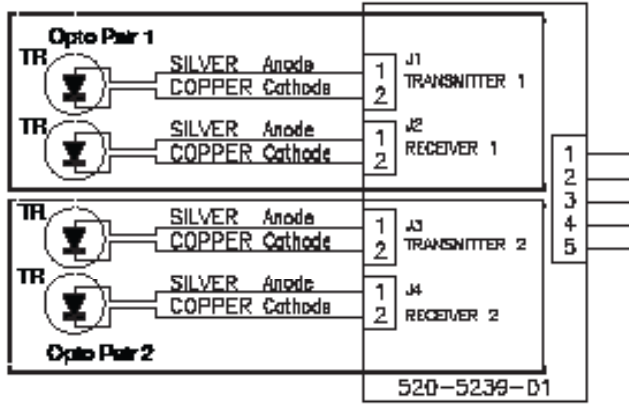 Opto Pair 1
TR
SILVER Anode
COPPER Cathode
1
2
J1
TRANSMITTER 1
TR
SILVER Anode
COPPER Cathode
1
2
J2
RECEIVER 1
TR
SILVER Anode
COPPER Cathode
1
2
J3
TRANSMITTER 2
TR
SILVER Anode
COPPER Cathode
1
2
J4
RECEIVER 2
Opto Pair 2
1
2
3
4
5
520-5239-01